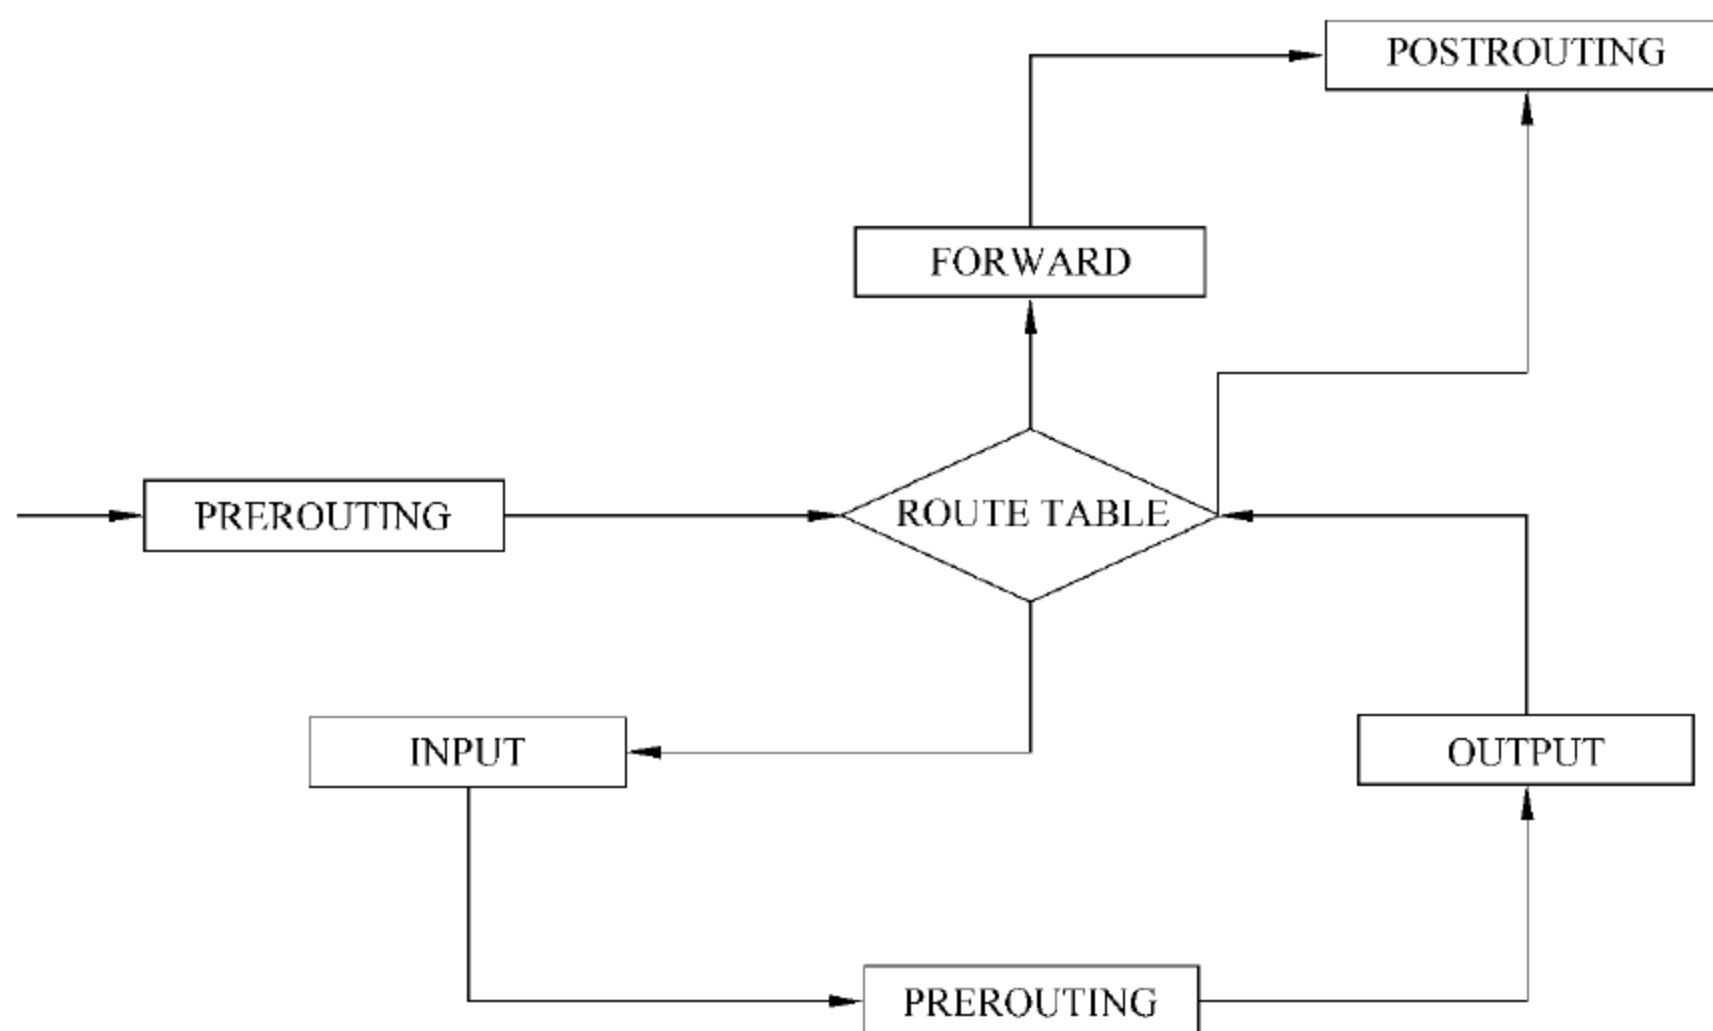 POSTROUTING
FORWARD
PREROUTING
ROUTE TABLE
INPUT
OUTPUT
PREROUTING